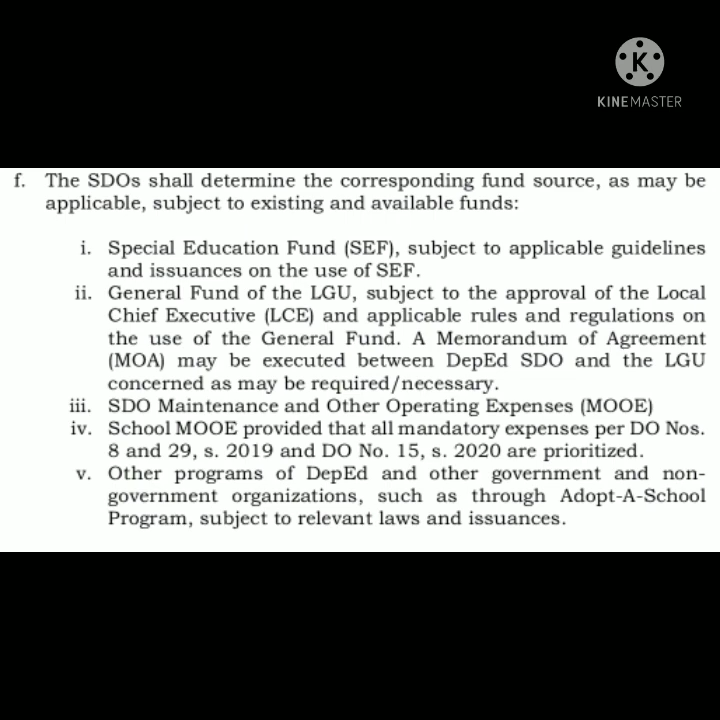 K
KINEMASTER
f. The SDOs shall determine the corresponding fund source, as may be
applicable, subject to existing and available funds:
i. Special Education Fund (SEF), subject to applicable guidelines
and issuances on the use of SEF.
ii. General Fund of the LGU, subject to the approval of the Local
Chief Executive (LCE) and applicable rules and regulations on
the use of the General Fund. A Memorandum of Agreement
(MOA) may be executed between DepEd SDO and the LGU
concerned as may be required/necessary.
iii. SDO Maintenance and Other Operating Expenses (MOOE)
iv. School MOOE provided that all mandatory expenses per DO Nos.
8 and 29, s. 2019 and DO No. 15, s. 2020 are prioritized.
v. Other programs of DepEd and other government and non-
government organizations, such as through Adopt-A-School
Program, subject to relevant laws and issuances.